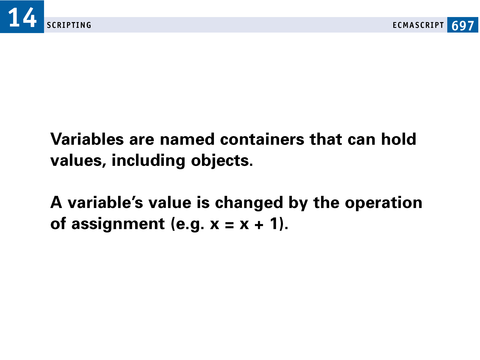 14
SCRIPTING
ECMASCRIPT 697
Variables are named containers that can hold
values, including objects.
A variable’s value is changed by the operation
of assignment (e.g. x = x + 1).